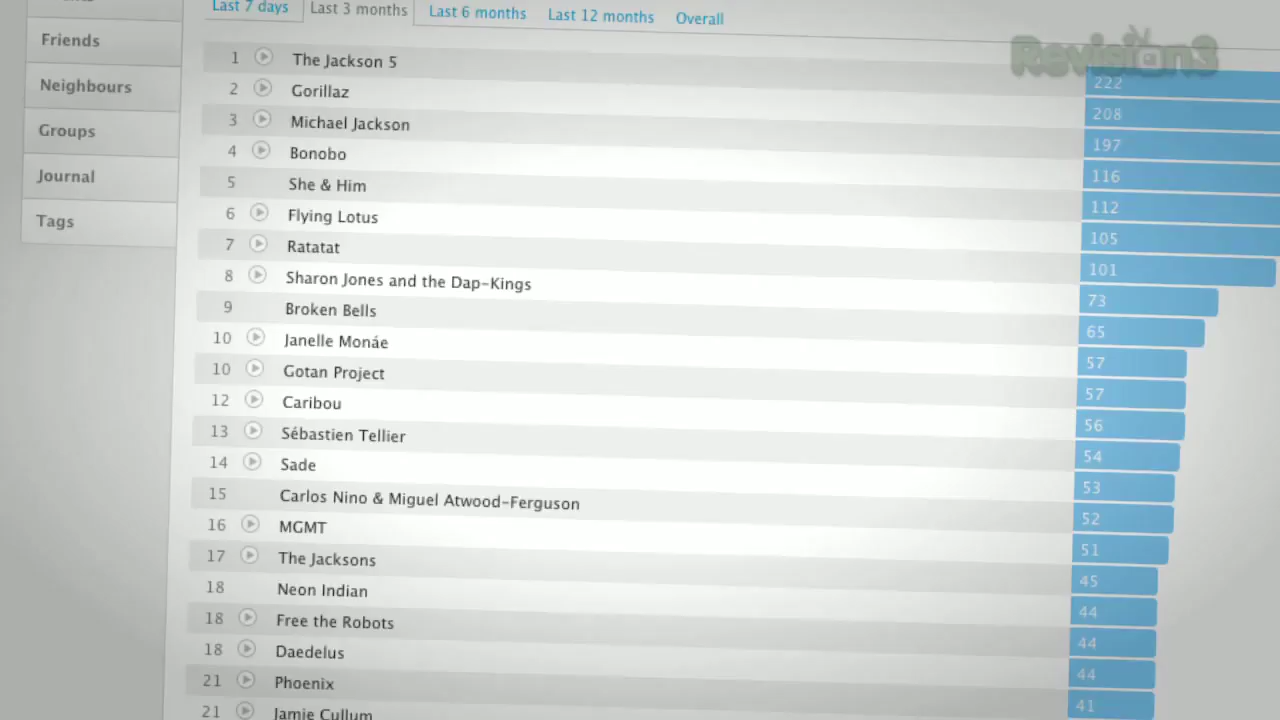 Last 7 days Last 3 months Last 6 months Last 12 months Overall
Revision3
Friends
Neighbours
Groups
Journal
Tags
1 The Jackson 5 222
2 Gorillaz 208
3 Michael Jackson 197
4 Bonobo 116
5 She & Him 112
6 Flying Lotus 105
7 Ratatat 101
8 Sharon Jones and the Dap-Kings 73
9 Broken Bells 65
10 Janelle Monáe 57
10 Gotan Project 57
12 Caribou 56
13 Sébastien Tellier 54
14 Sade 53
15 Carlos Nino & Miguel Atwood-Ferguson 52
16 MGMT 51
17 The Jacksons 45
18 Neon Indian 44
18 Free the Robots 44
18 Daedelus 44
21 Phoenix 41
21 Jamie Cullum